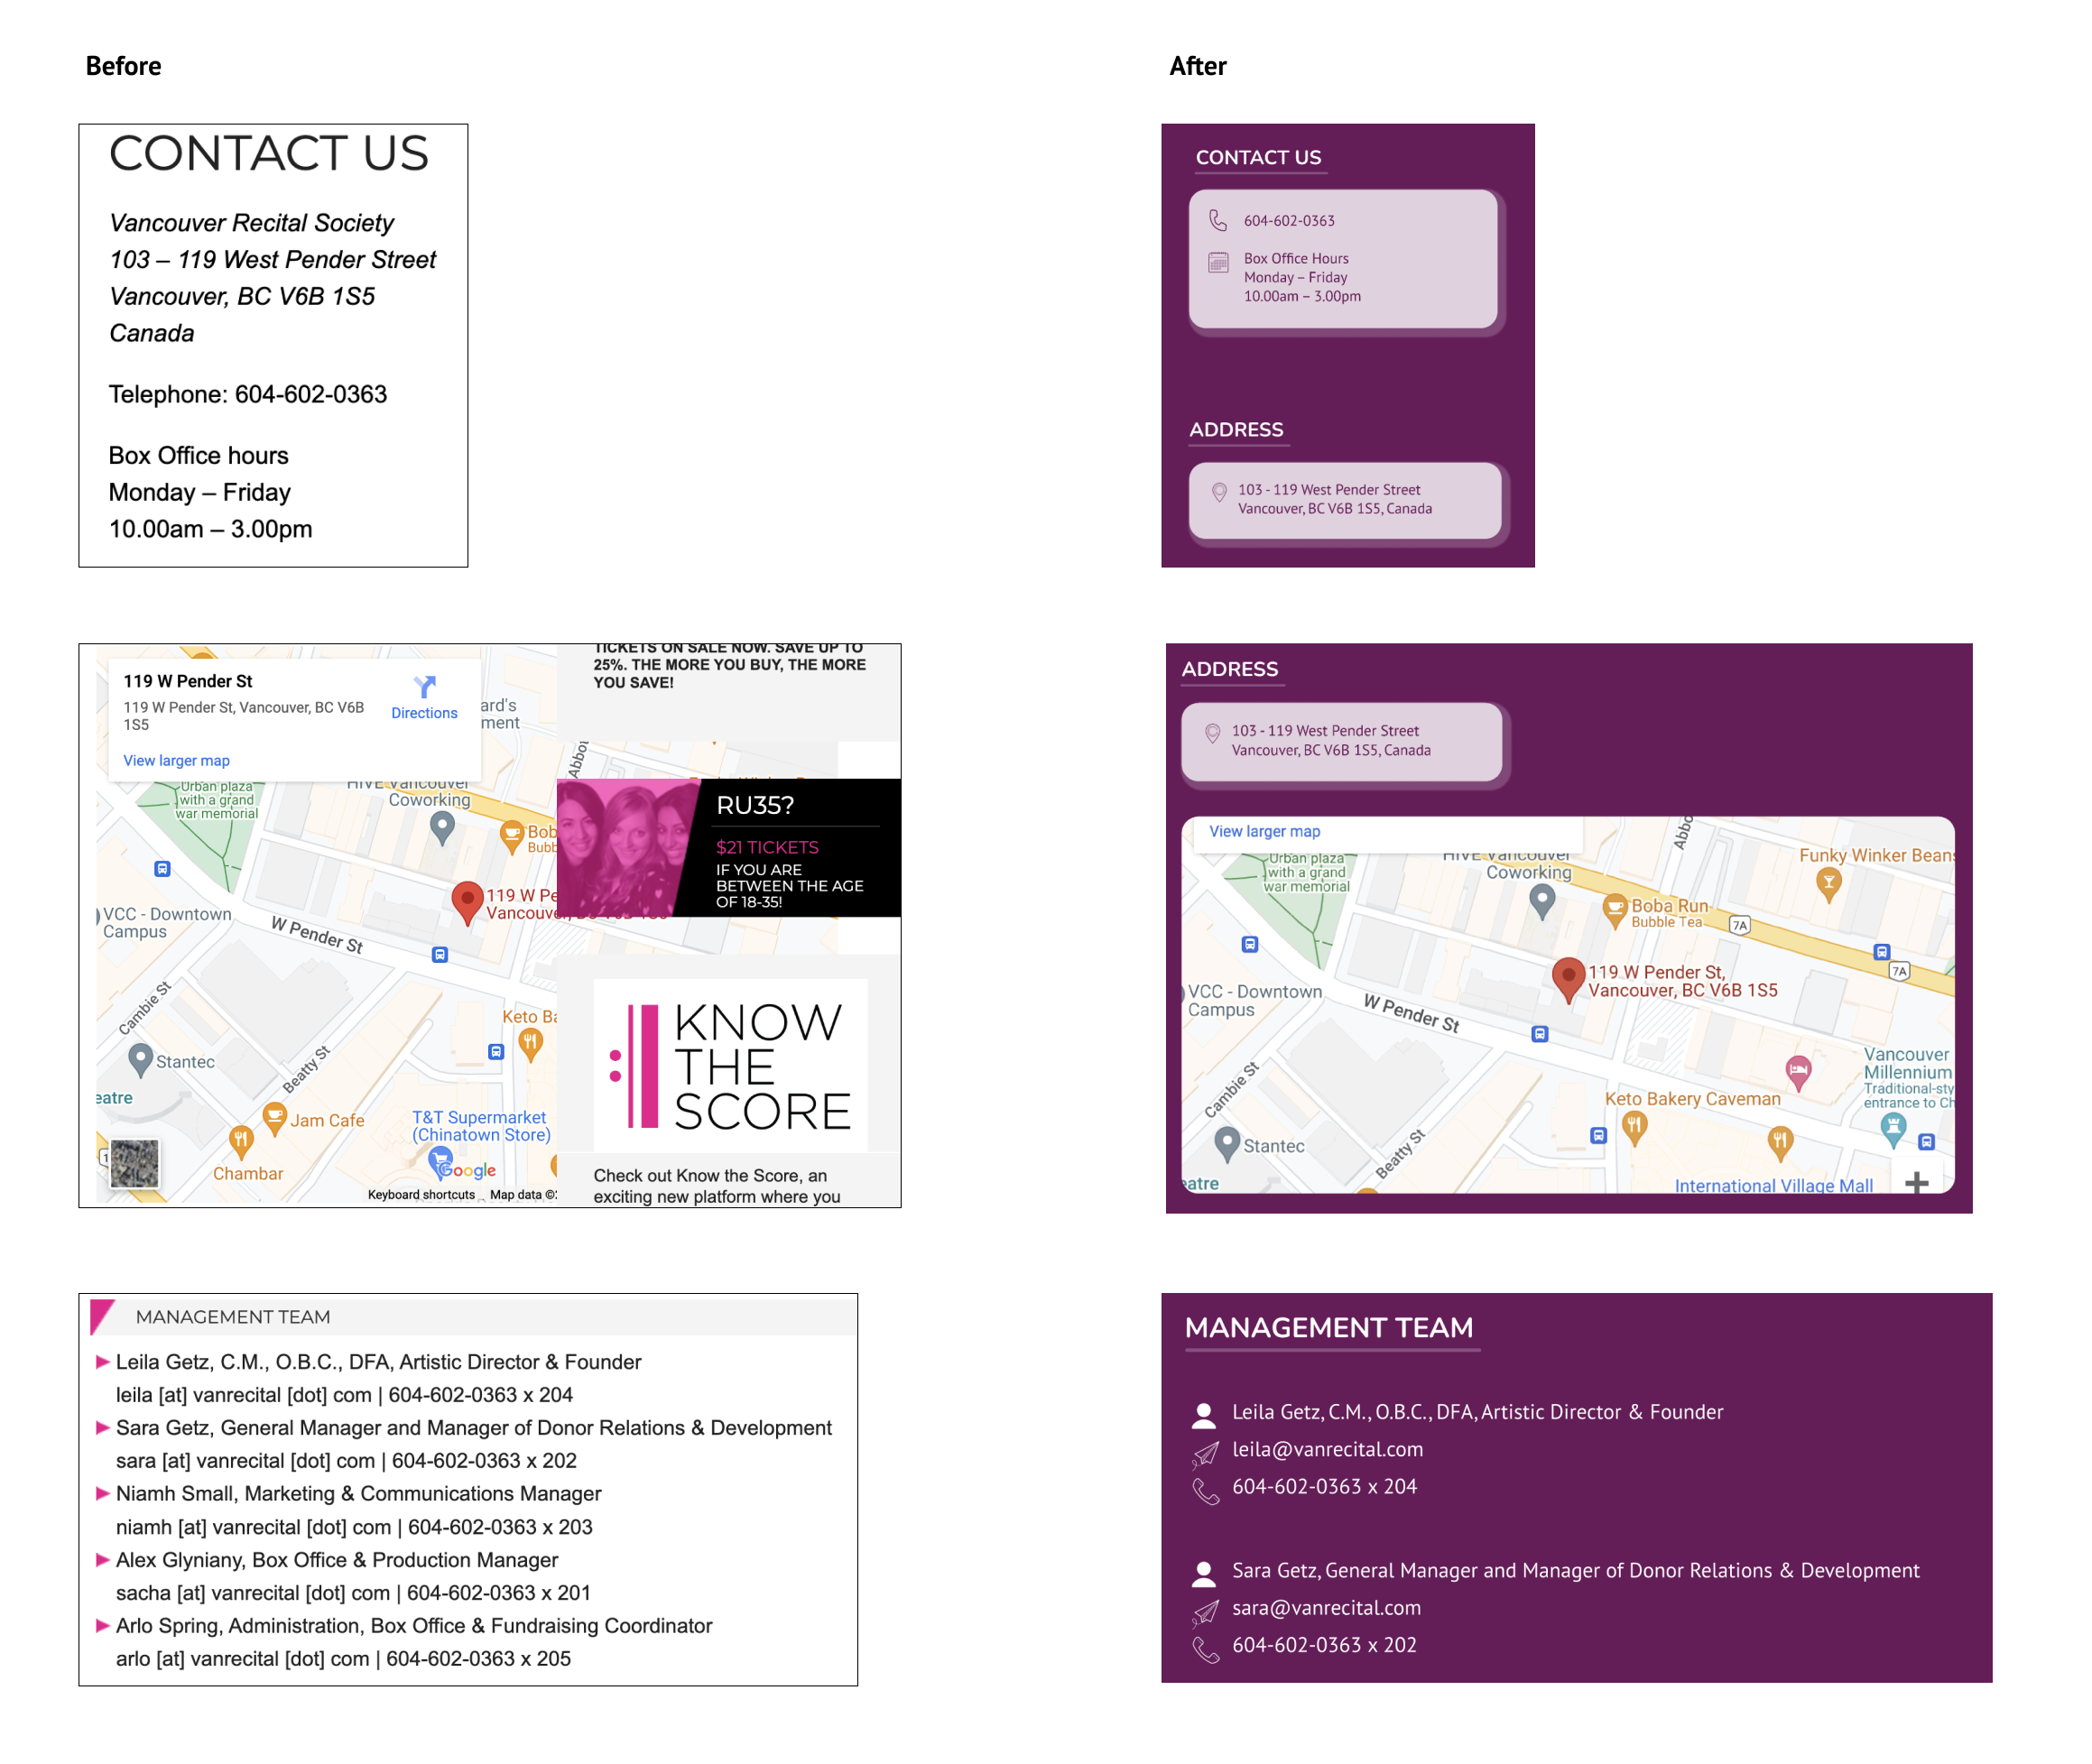 Before
After
CONTACT US
Vancouver Recital Society
103 – 119 West Pender Street
Vancouver, BC V6B 1S5
Canada
Telephone: 604-602-0363
Box Office hours
Monday – Friday
10.00am – 3.00pm
CONTACT US
604-602-0363
Box Office Hours
Monday – Friday
10.00am – 3.00pm
ADDRESS
103 - 119 West Pender Street
Vancouver, BC V6B 1S5, Canada
119 W Pender St
119 W Pender St, Vancouver, BC V6B
1S5
Directions
View larger map
ard's
ment
Abbot
Urban plaza
with a grand
war memorial
HIVE Vancouver
Coworking
Bob
Bubb
119 W Pe
Vancouver, BC V6B 1S5
VCC - Downtown
Campus
W Pender St
Cambie St
Beatty St
Stantec
eatre
Keto Ba
Jam Cafe
Chambar
T&T Supermarket
(Chinatown Store)
Google
Keyboard shortcuts
Map data ©2
TICKETS ON SALE NOW. SAVE UP TO
25%. THE MORE YOU BUY, THE MORE
YOU SAVE!
RU35?
$21 TICKETS
IF YOU ARE
BETWEEN THE AGE
OF 18-35!
KNOW
THE
SCORE
Check out Know the Score, an
exciting new platform where you
ADDRESS
103 - 119 West Pender Street
Vancouver, BC V6B 1S5, Canada
View larger map
Abbo
Urban plaza
with a grand
war memorial
HIVE Vancouver
Coworking
Funky Winker Beans
Boba Run
Bubble Tea
7A
7A
119 W Pender St,
Vancouver, BC V6B 1S5
VCC - Downtown
Campus
W Pender St
Cambie St
Beatty St
Stantec
eatre
Vancouver
Millennium
Traditional-sty
entrance to Ch
Keto Bakery Caveman
International Village Mall
MANAGEMENT TEAM
Leila Getz, C.M., O.B.C., DFA, Artistic Director & Founder
leila [at] vanrecital [dot] com | 604-602-0363 x 204
Sara Getz, General Manager and Manager of Donor Relations & Development
sara [at] vanrecital [dot] com | 604-602-0363 x 202
Niamh Small, Marketing & Communications Manager
niamh [at] vanrecital [dot] com | 604-602-0363 x 203
Alex Glyniany, Box Office & Production Manager
sacha [at] vanrecital [dot] com | 604-602-0363 x 201
Arlo Spring, Administration, Box Office & Fundraising Coordinator
arlo [at] vanrecital [dot] com | 604-602-0363 x 205
MANAGEMENT TEAM
Leila Getz, C.M., O.B.C., DFA, Artistic Director & Founder
leila@vanrecital.com
604-602-0363 x 204
Sara Getz, General Manager and Manager of Donor Relations & Development
sara@vanrecital.com
604-602-0363 x 202